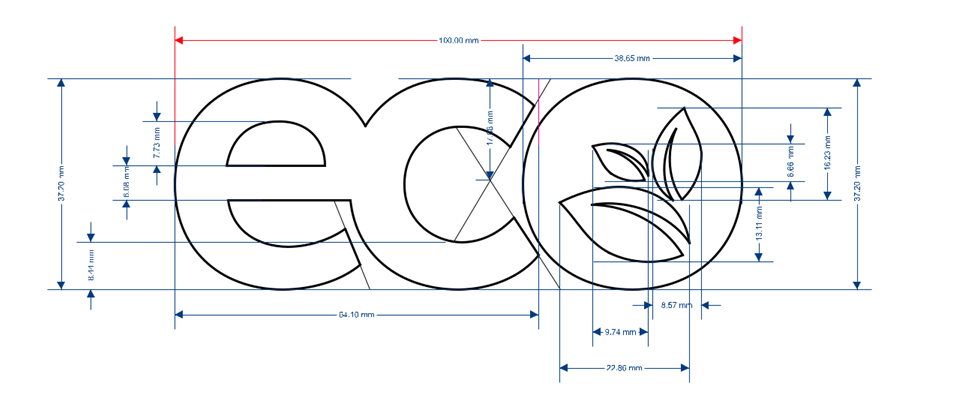 100.00 mm
38.65 mm
eco
37.20 mm
7.73 mm
6.08 mm
8.44 mm
6.66 mm
16.23 mm
37.20 mm
13.11 mm
8.57 mm
64.10 mm
9.74 mm
22.86 mm